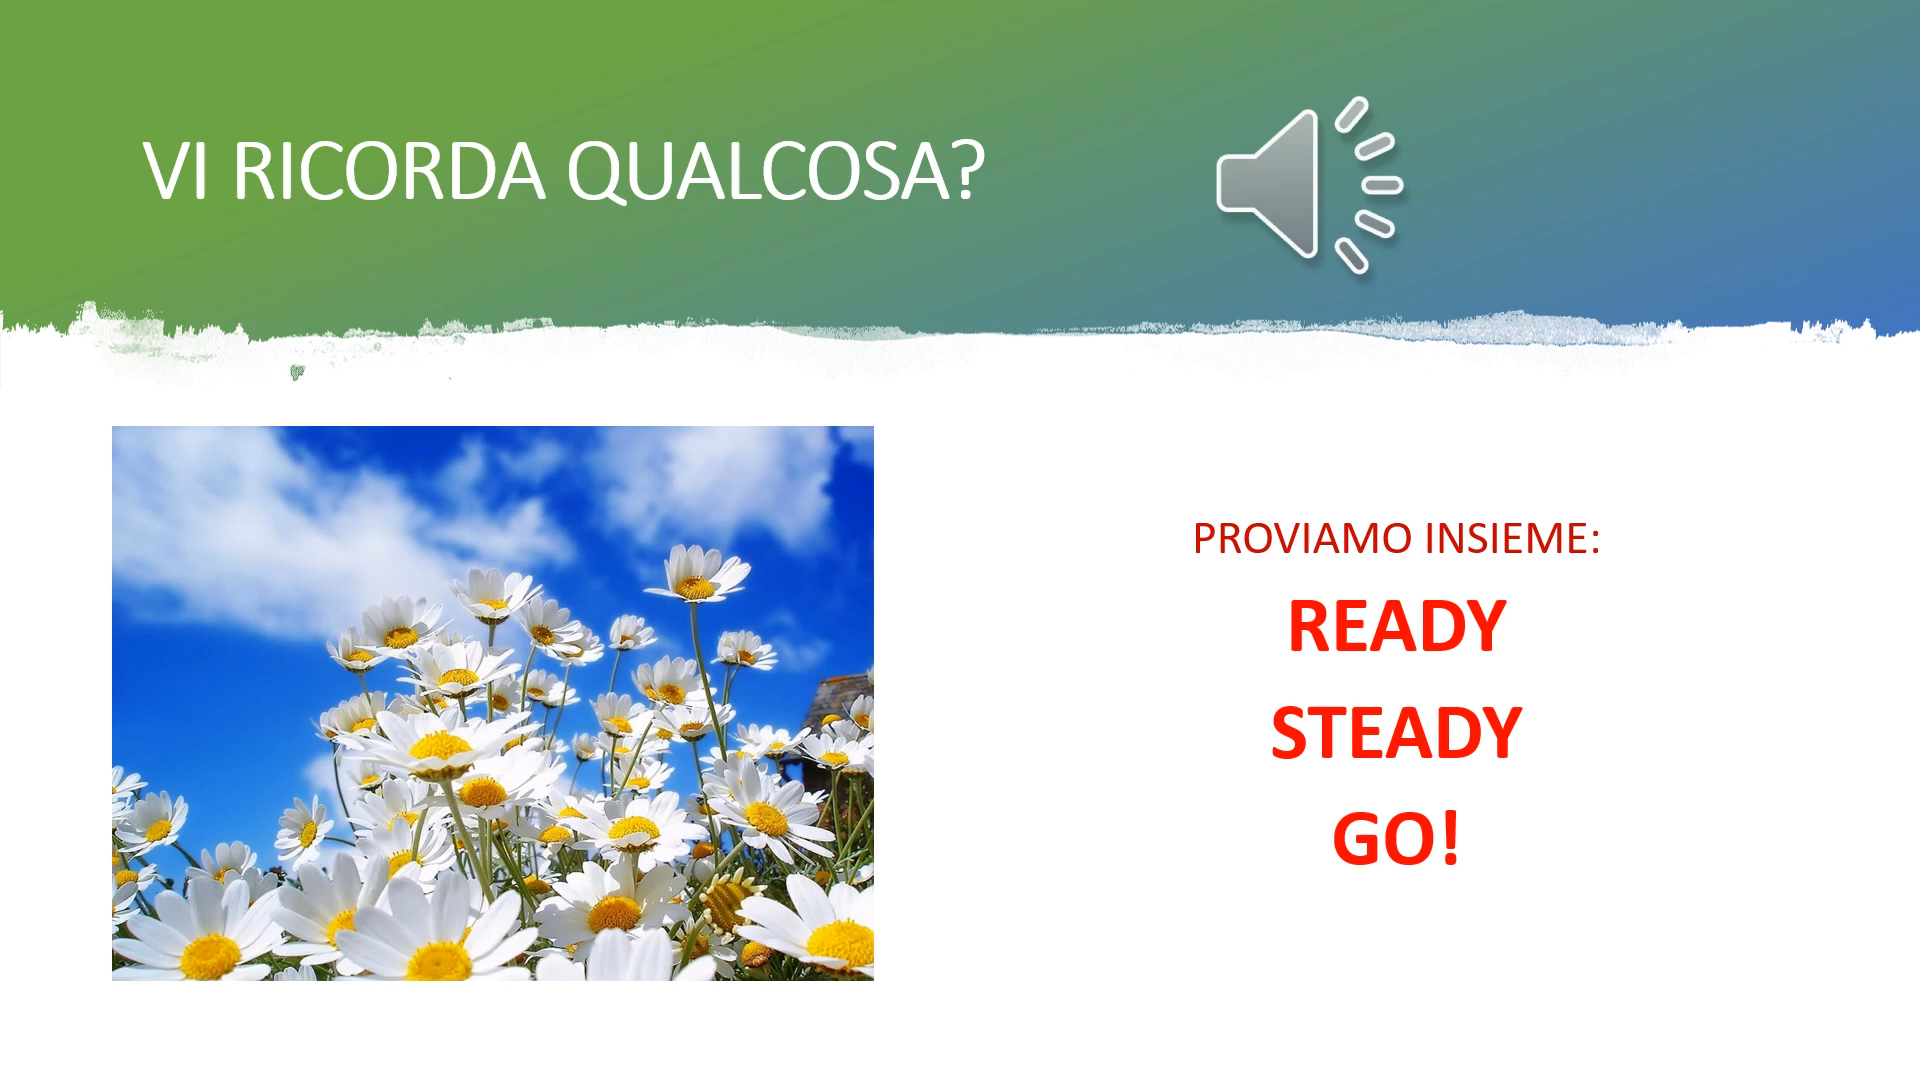 VI RICORDA QUALCOSA?
PROVIAMO INSIEME:
READY
STEADY
GO!